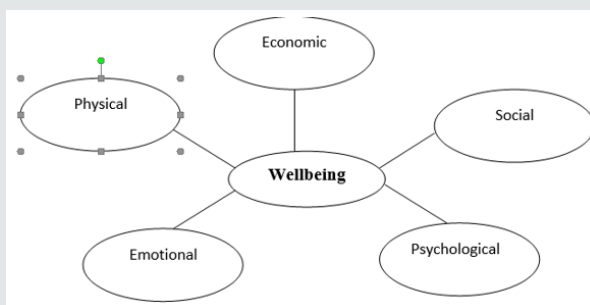 Economic
Physical
Social
Wellbeing
Emotional
Psychological